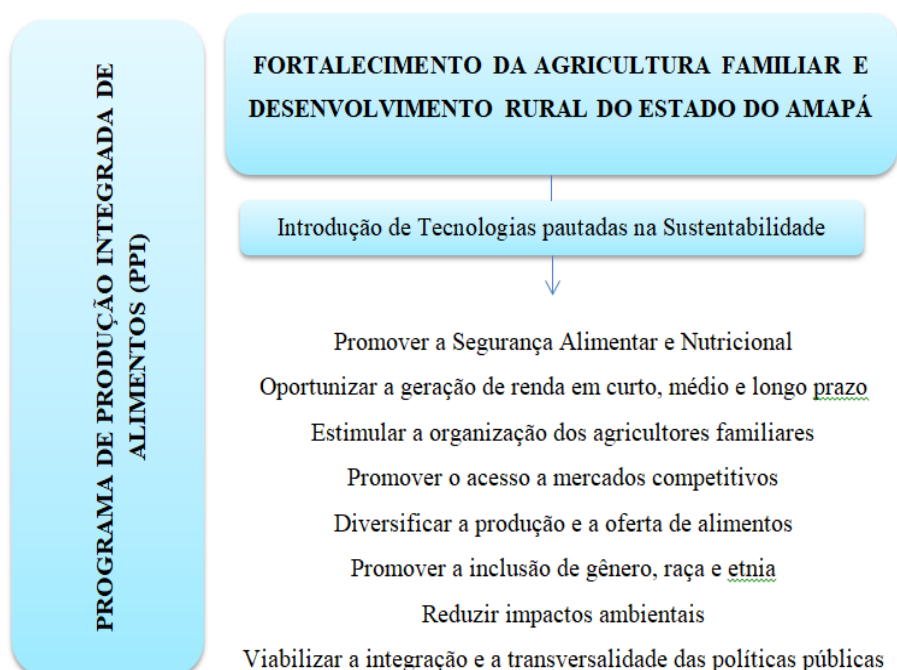 PROGRAMA DE PRODUÇÃO INTEGRADA DE
ALIMENTOS (PPI)
FORTALECIMENTO DA AGRICULTURA FAMILIAR E
DESENVOLVIMENTO RURAL DO ESTADO DO AMAPÁ
Introdução de Tecnologias pautadas na Sustentabilidade
Promover a Segurança Alimentar e Nutricional
Oportunizar a geração de renda em curto, médio e longo prazo
Estimular a organização dos agricultores familiares
Promover o acesso a mercados competitivos
Diversificar a produção e a oferta de alimentos
Promover a inclusão de gênero, raça e etnia
Reduzir impactos ambientais
Viabilizar a integração e a transversalidade das políticas públicas